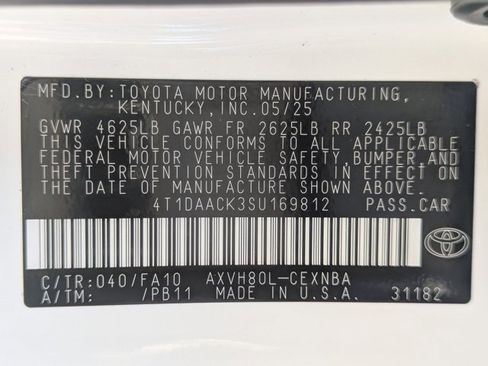 MFD.BY:TOYOTA MOTOR MANUFACTURING,
KENTUCKY, INC.05/25
GVWR 4625LB GAWR FR 2625LB RR 2425LB
THIS VEHICLE CONFORMS TO ALL APPLICABLE
FEDERAL MOTOR VEHICLE SAFETY,BUMPER,AND
THEFT PREVENTION STANDARDS IN EFFECT ON
THE DATE OF MANUFACTURE SHOWN ABOVE.
4T1DAACK3SU169812 PASS.CAR
C/TR:040/FA10 AXVH80L-CEXNBA
A/TM: /PB11 MADE IN U.S.A. 31182